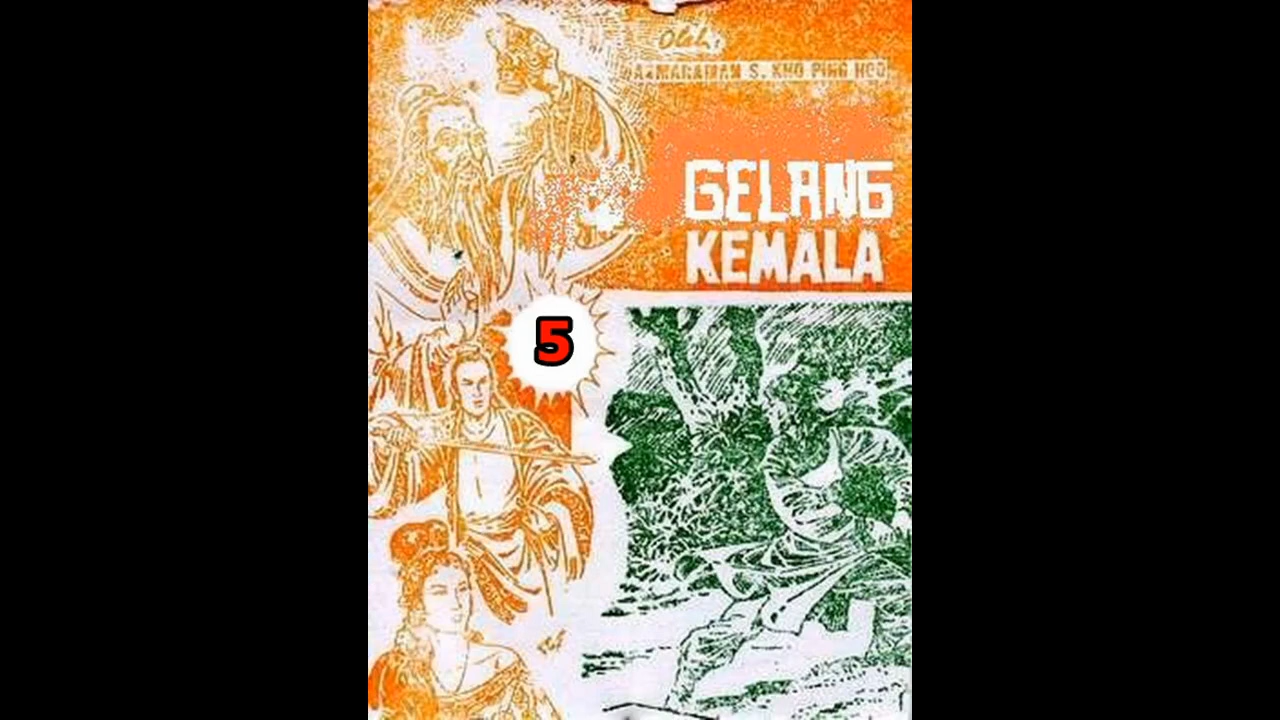 Oleh:
ASMARAMAN S. KHO PING HOO
GELANG
KEMALA
5